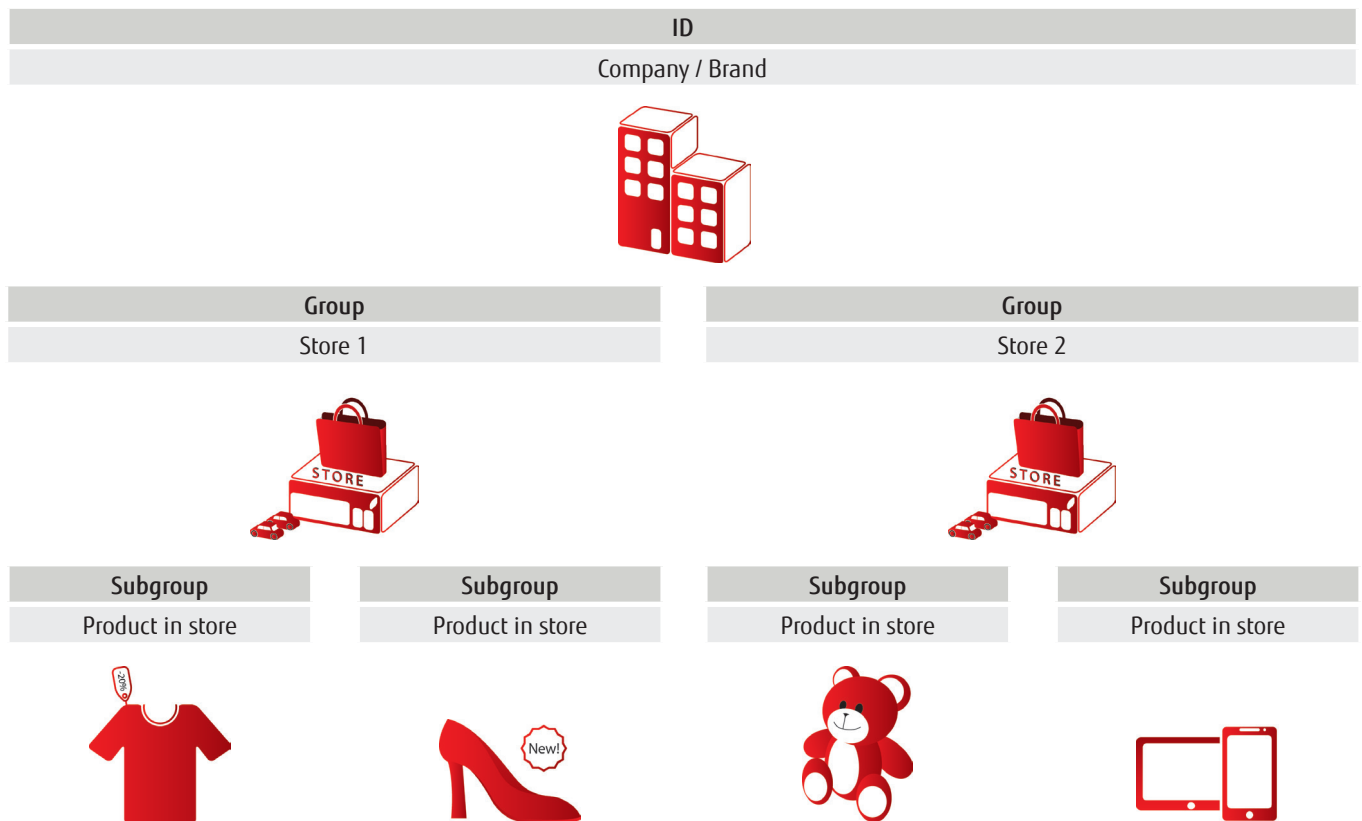 ID
Company / Brand
Group
Store 1
Group
Store 2
STORE
STORE
Subgroup
Product in store
Subgroup
Product in store
Subgroup
Product in store
Subgroup
Product in store
-20%
New!